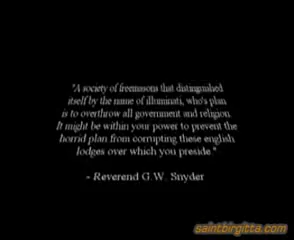 "A society of freemasons that distinguished
itself by the name of illuminati, who's plan
is to overthrow all government and religion.
It might be within your power to prevent the
horrid plan from corrupting these english
lodges over which you preside."
- Reverend G.W. Snyder
saintbirgitta.com